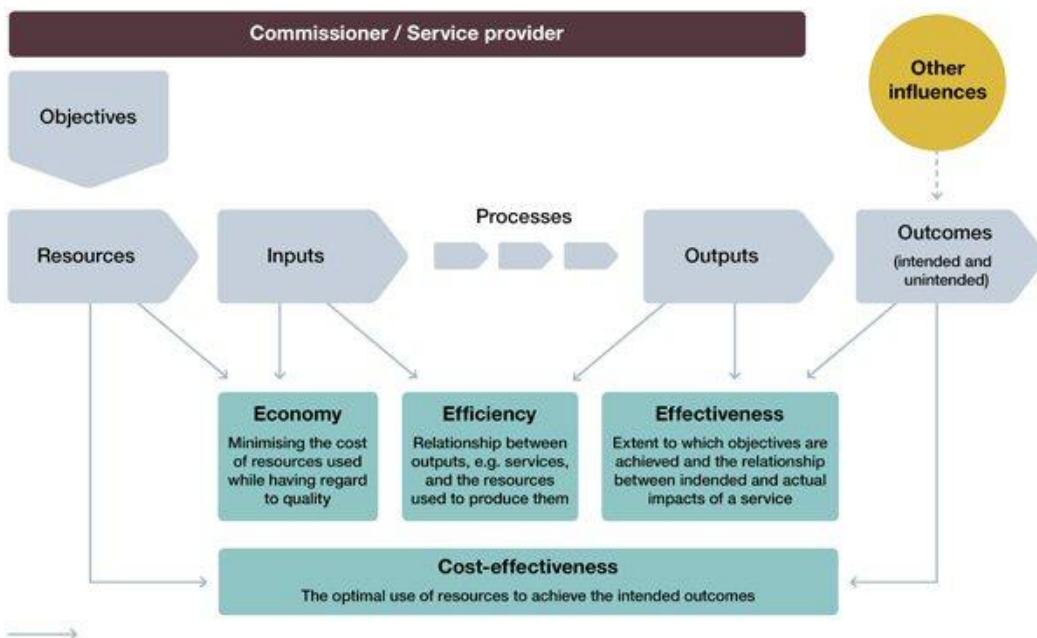 Commissioner / Service provider
Other
influences
Objectives
Resources
Inputs
Processes
Outputs
Outcomes
(intended and
unintended)
Economy
Minimising the cost
of resources used
while having regard
to quality
Efficiency
Relationship between
outputs, e.g. services,
and the resources
used to produce them
Effectiveness
Extent to which objectives are
achieved and the relationship
between indended and actual
impacts of a service
Cost-effectiveness
The optimal use of resources to achieve the intended outcomes